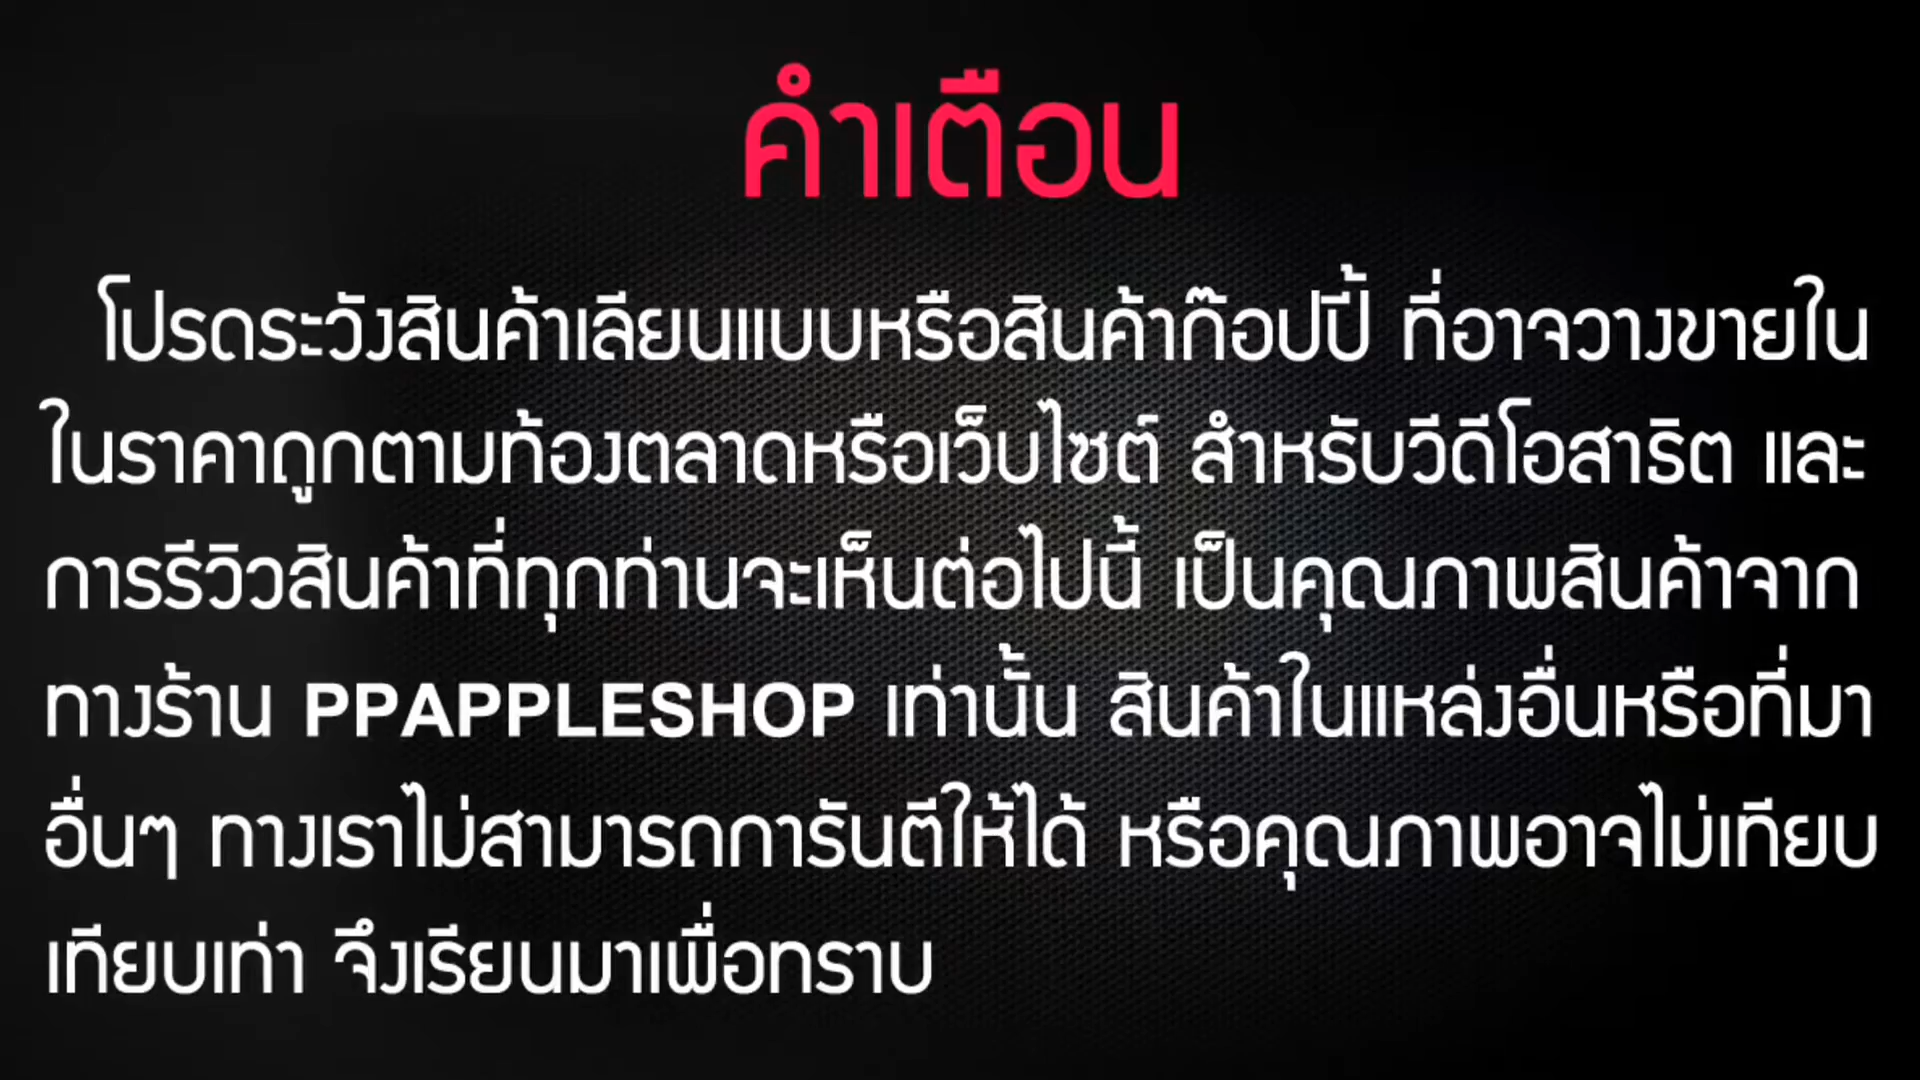 คำเตือน
โปรดระวังสินค้าเลียนแบบหรือสินค้าก๊อปปี้ ที่อาจวางขายใน
ในราคาถูกตามท้องตลาดหรือเว็บไซต์ สำหรับวีดีโอสาธิต และ
การรีวิวสินค้าที่ทุกท่านจะเห็นต่อไปนี้ เป็นคุณภาพสินค้าจาก
ทางร้าน PPAPPLESHOP เท่านั้น สินค้าในแหล่งอื่นหรือที่มา
อื่นๆ ทางเราไม่สามารถการันตีให้ได้ หรือคุณภาพอาจไม่เทียบ
เทียบเท่า จึงเรียนมาเพื่อทราบ